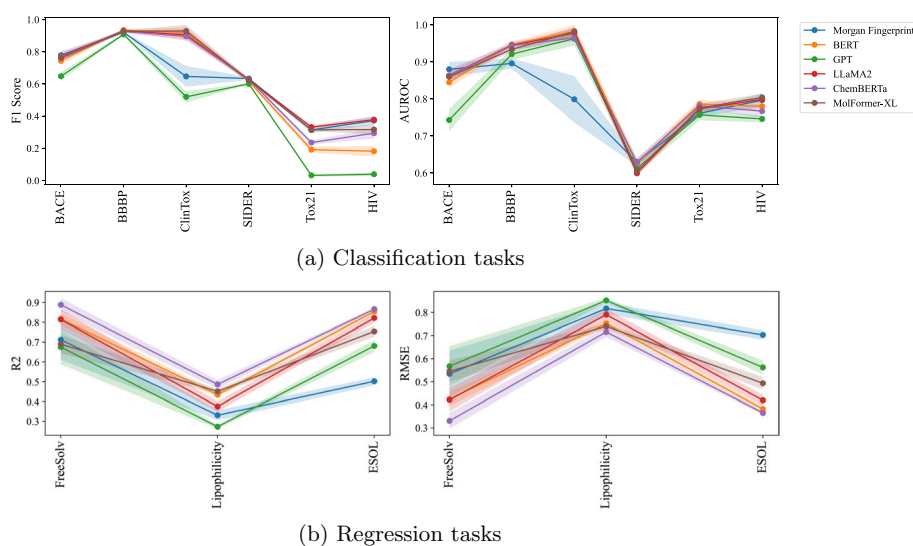 1.0
0.8
0.6
0.4
0.2
0.0
F1 Score
BACE
BBBP
ClinTox
SIDER
Tox21
HIV
1.0
0.9
0.8
0.7
0.6
AUROC
BACE
BBBP
ClinTox
SIDER
Tox21
HIV
Morgan Fingerprint
BERT
GPT
LLaMA2
ChemBERTa
MolFormer-XL
(a) Classification tasks
0.9
0.8
0.7
0.6
0.5
0.4
0.3
R2
FreeSolv
Lipophilicity
ESOL
0.8
0.7
0.6
0.5
0.4
0.3
RMSE
FreeSolv
Lipophilicity
ESOL
(b) Regression tasks